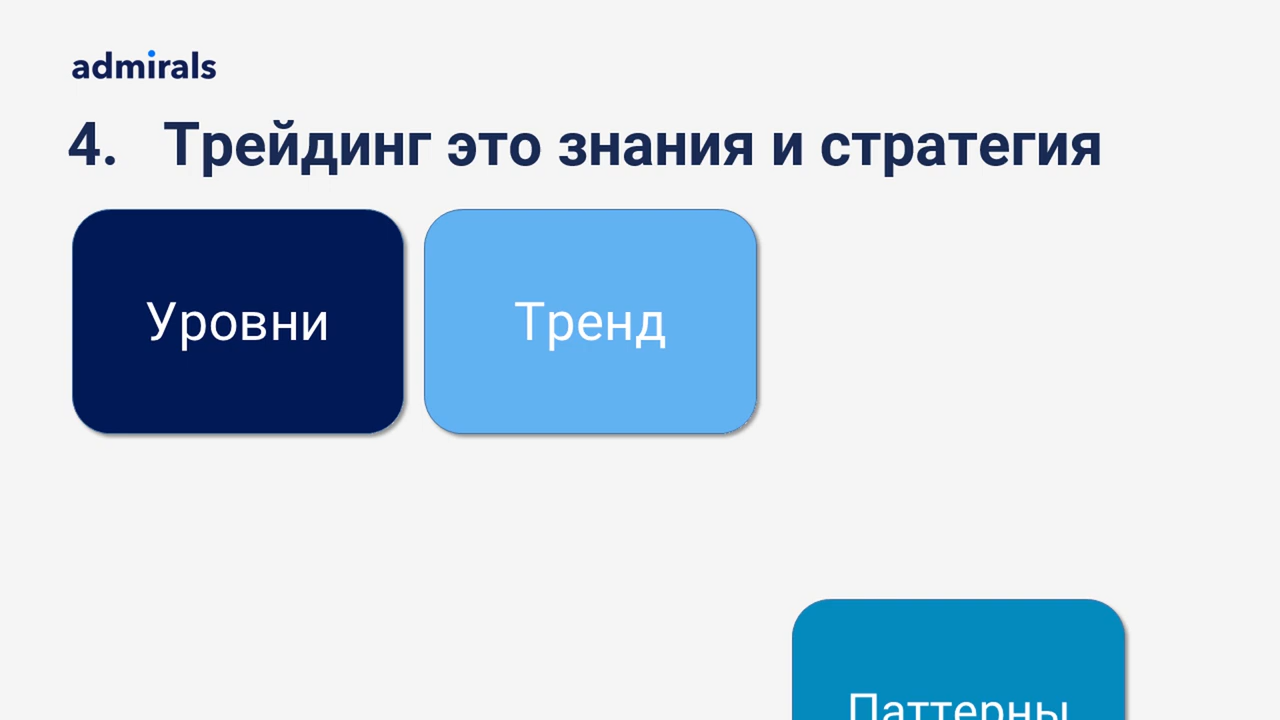 admirals
4. Трейдинг это знания и стратегия
Уровни
Тренд
Паттерны